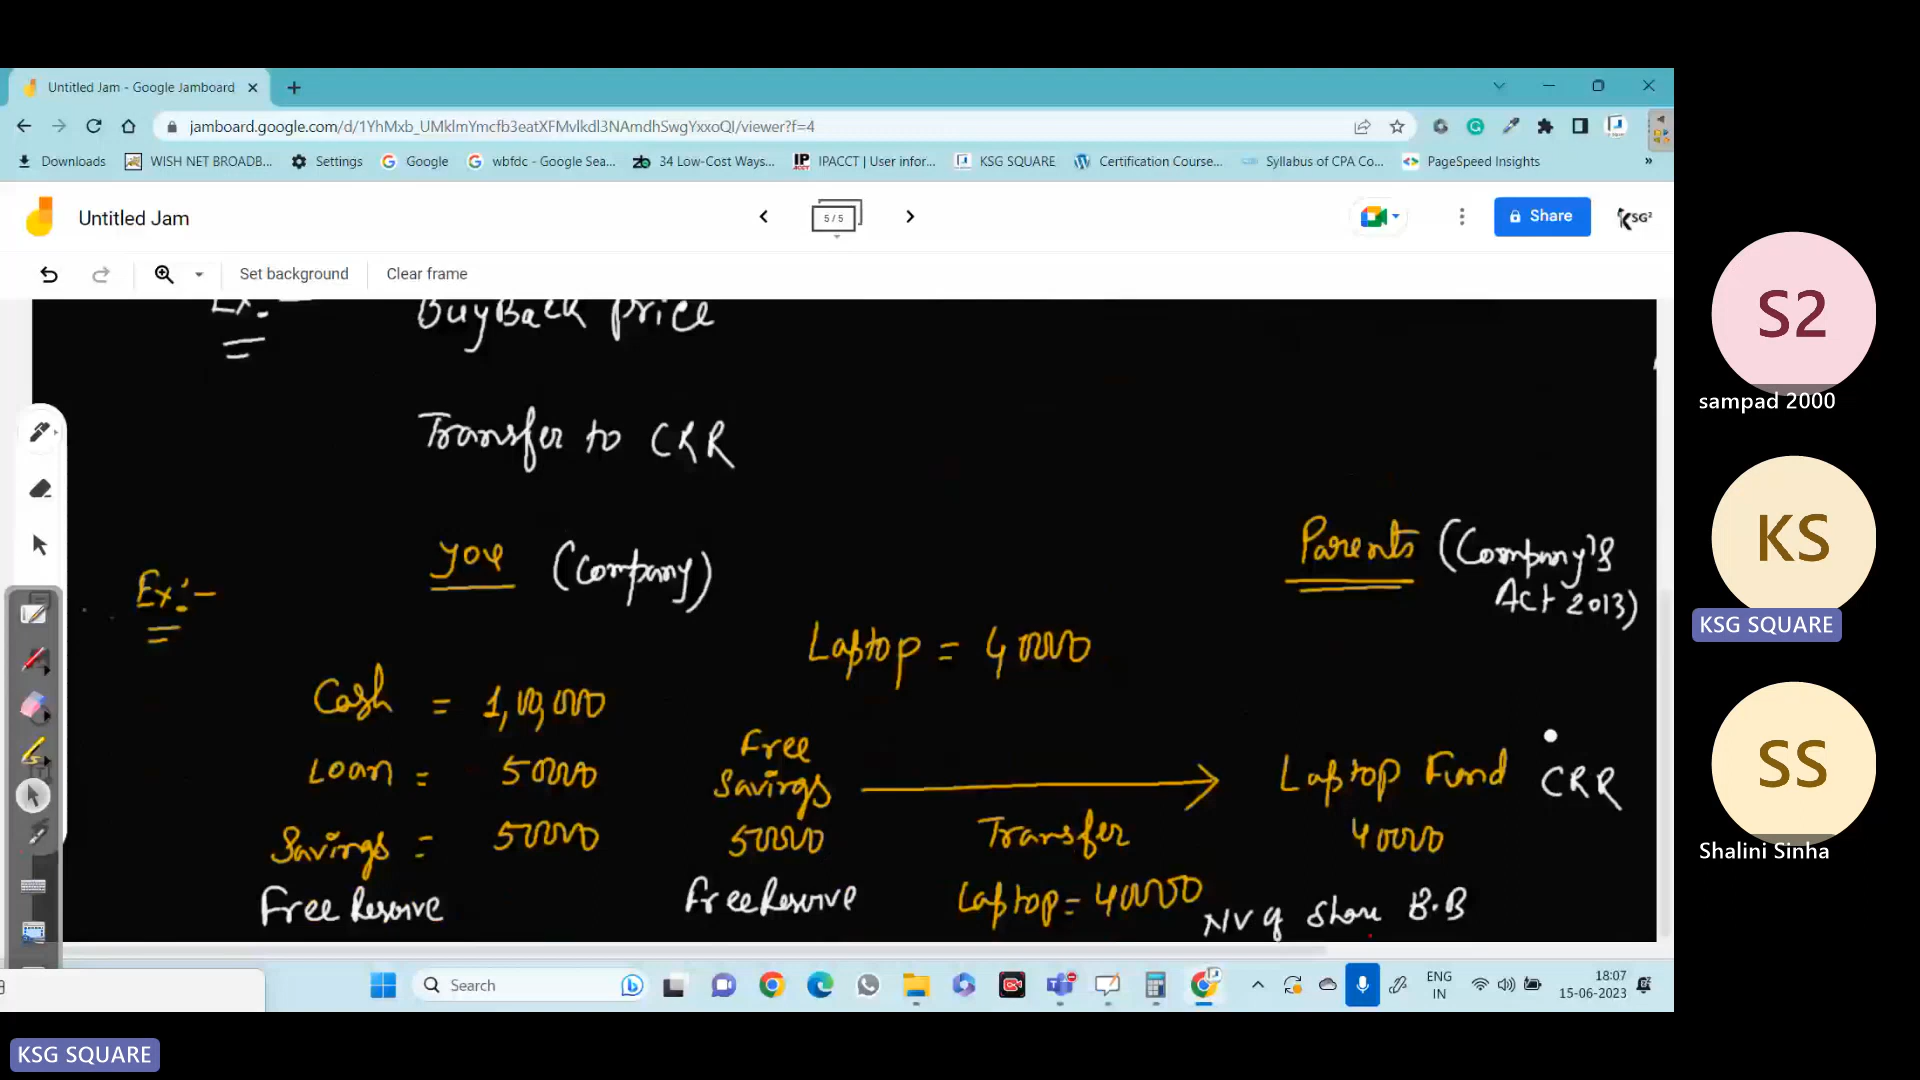 Untitled Jam - Google Jamboard
jamboard.google.com/d/1YhMxb_UMklmYmcfb3eatXFMvlkdl3NAmdhSwgYxxoQI/viewer?f=4
Downloads WISH NET BROADB... Settings Google wbfdc - Google Sea... 34 Low-Cost Ways... IPACCT | User infor... KSG SQUARE Certification Course... Syllabus of CPA Co... PageSpeed Insights »
Untitled Jam
5 / 5
Share
KSG²
Set background Clear frame
Ex:-
BuyBack price
Transfer to CRR
Ex:-
You (Company)
Parents (Company's Act 2013)
Laptop = 40000
Cash = 1,00,000
Loan = 50000
Savings = 50000
Free Reserve
Free Savings
50000
Free Reserve
Transfer
Laptop = 40000
Laptop Fund CRR
40000
NV of Share B.B
Search
ENG
IN
18:07
15-06-2023
S2
sampad 2000
KS
KSG SQUARE
SS
Shalini Sinha
KSG SQUARE